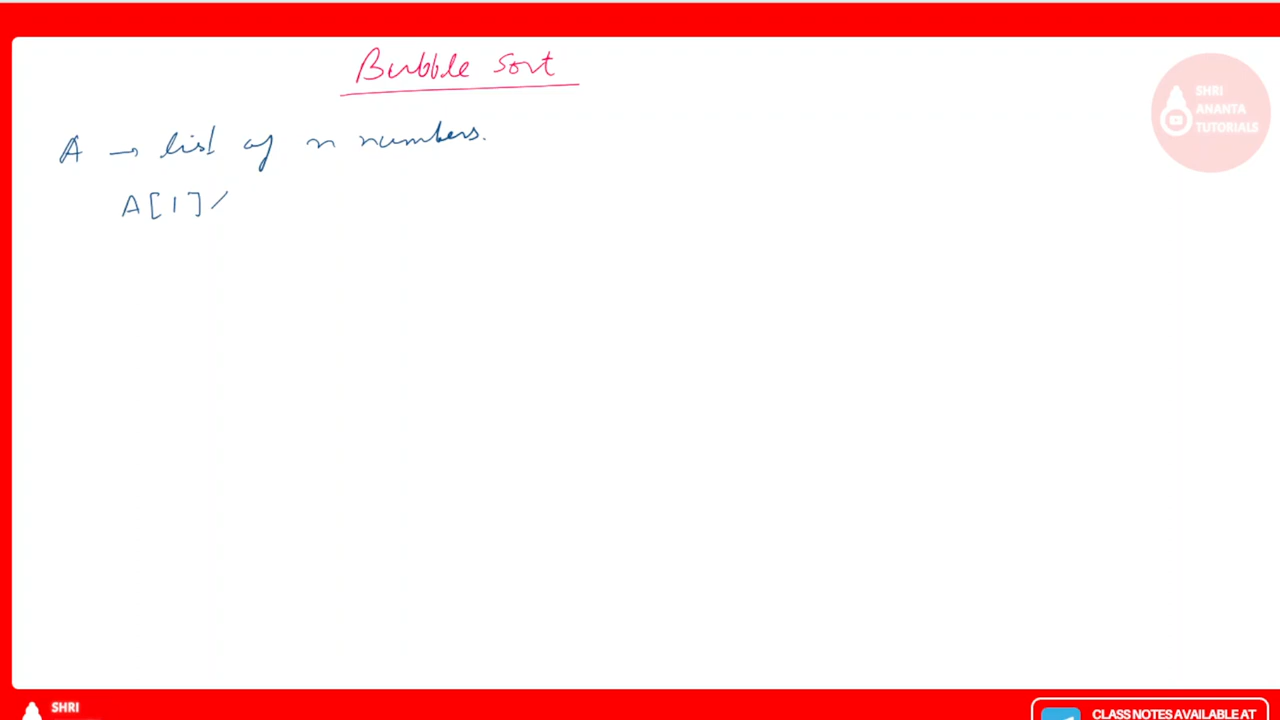 Bubble Sort
SHRI
ANANTA
TUTORIALS
A → list of n numbers.
A[1] <
SHRI
CLASS NOTES AVAILABLE AT